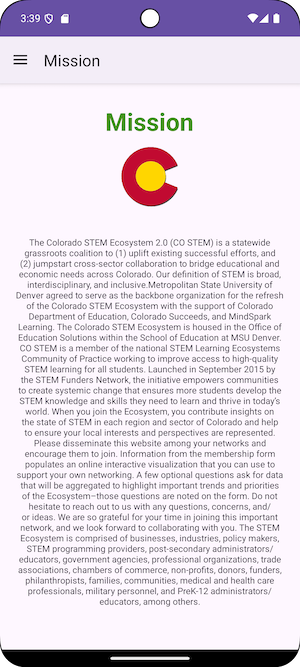 3:39
Mission
Mission
The Colorado STEM Ecosystem 2.0 (CO STEM) is a statewide
grassroots coalition to (1) uplift existing successful efforts, and
(2) jumpstart cross-sector collaboration to bridge educational and
economic needs across Colorado. Our definition of STEM is broad,
interdisciplinary, and inclusive.Metropolitan State University of
Denver agreed to serve as the backbone organization for the refresh
of the Colorado STEM Ecosystem with the support of Colorado
Department of Education, Colorado Succeeds, and MindSpark
Learning. The Colorado STEM Ecosystem is housed in the Office of
Education Solutions within the School of Education at MSU Denver.
CO STEM is a member of the national STEM Learning Ecosystems
Community of Practice working to improve access to high-quality
STEM learning for all students. Launched in September 2015 by
the STEM Funders Network, the initiative empowers communities
to create systemic change that ensures more students develop the
STEM knowledge and skills they need to learn and thrive in today's
world. When you join the Ecosystem, you contribute insights on
the state of STEM in each region and sector of Colorado and help
to ensure your local interests and perspectives are represented.
Please disseminate this website among your networks and
encourage them to join. Information from the membership form
populates an online interactive visualization that you can use to
support your own networking. A few optional questions ask for data
that will be aggregated to highlight important trends and priorities
of the Ecosystem–those questions are noted on the form. Do not
hesitate to reach out to us with any questions, concerns, and/
or ideas. We are so grateful for your time in joining this important
network, and we look forward to collaborating with you. The STEM
Ecosystem is comprised of businesses, industries, policy makers,
STEM programming providers, post-secondary administrators/
educators, government agencies, professional organizations, trade
associations, chambers of commerce, non-profits, donors, funders,
philanthropists, families, communities, medical and health care
professionals, military personnel, and PreK-12 administrators/
educators, among others.